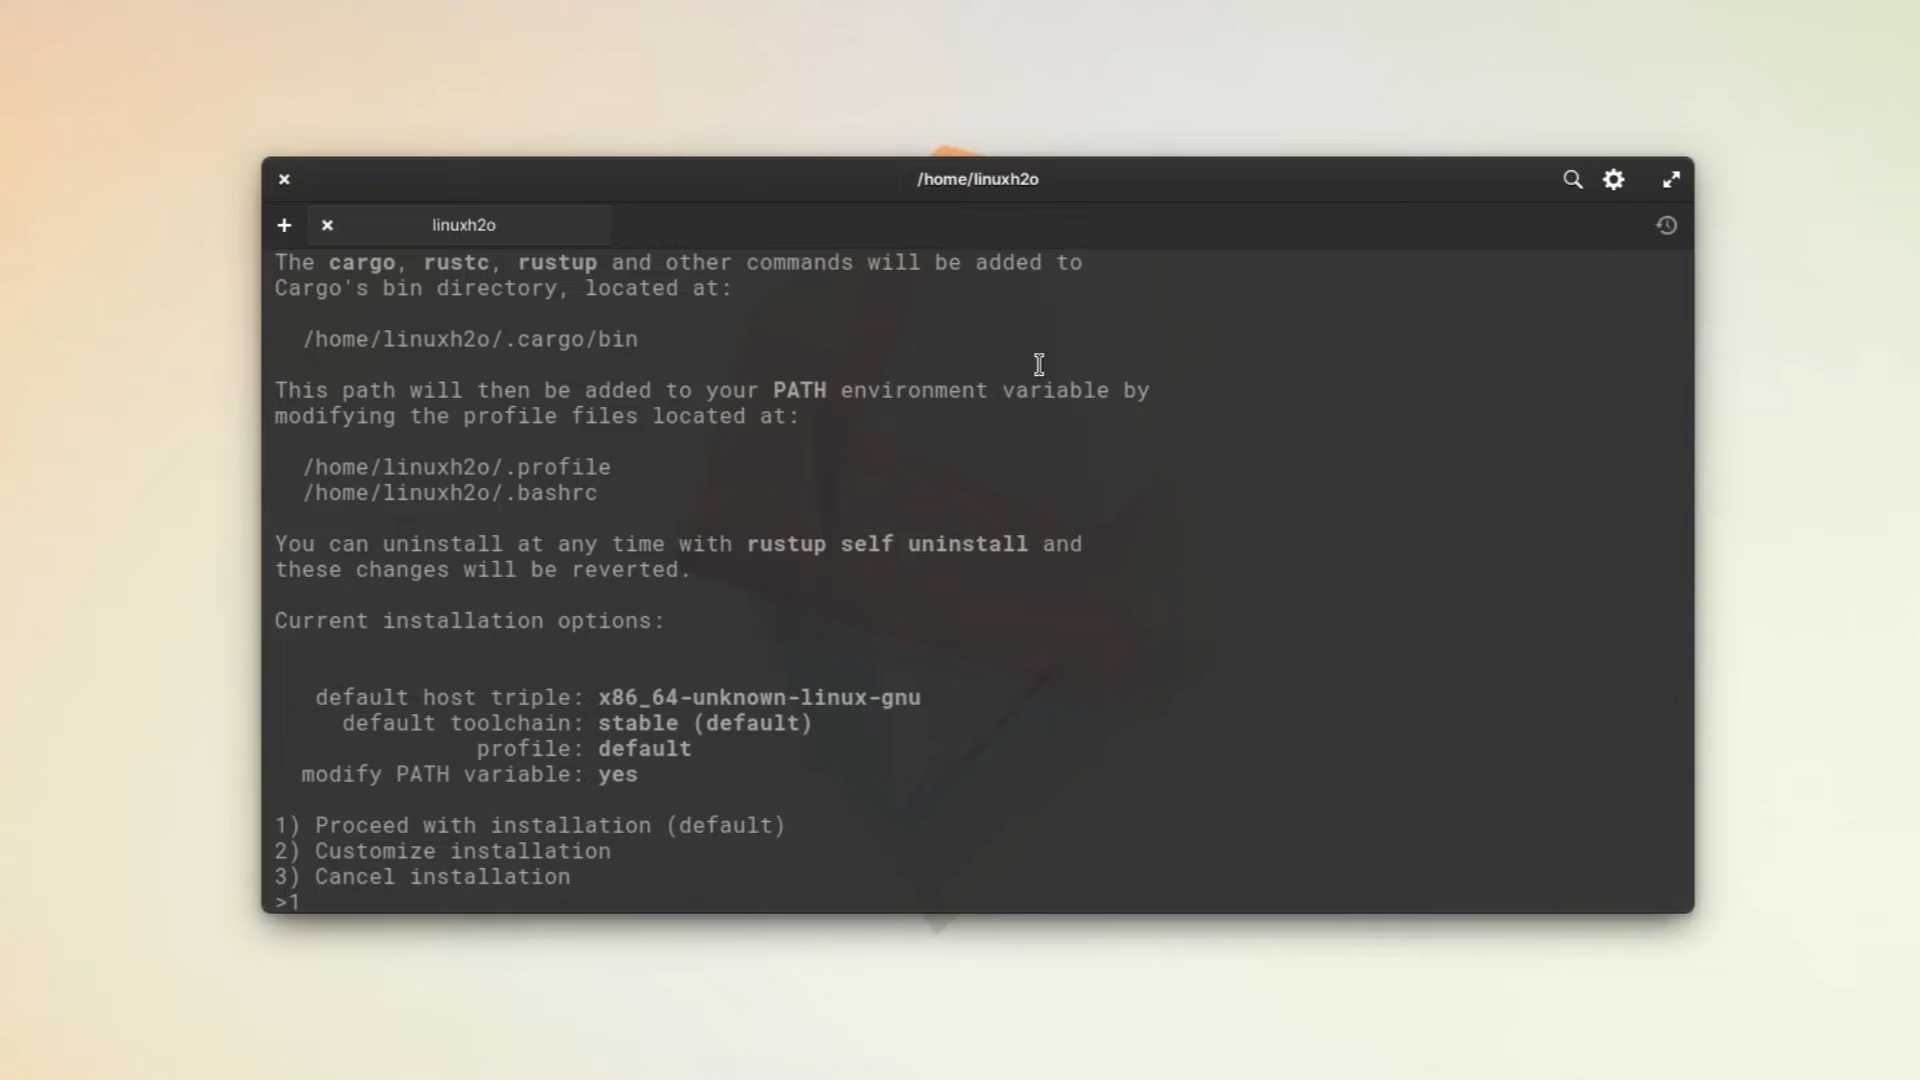 /home/linuxh2o
linuxh2o
The cargo, rustc, rustup and other commands will be added to
Cargo's bin directory, located at:
/home/linuxh2o/.cargo/bin
This path will then be added to your PATH environment variable by
modifying the profile files located at:
/home/linuxh2o/.profile
/home/linuxh2o/.bashrc
You can uninstall at any time with rustup self uninstall and
these changes will be reverted.
Current installation options:
default host triple: x86_64-unknown-linux-gnu
default toolchain: stable (default)
profile: default
modify PATH variable: yes
1) Proceed with installation (default)
2) Customize installation
3) Cancel installation
>1